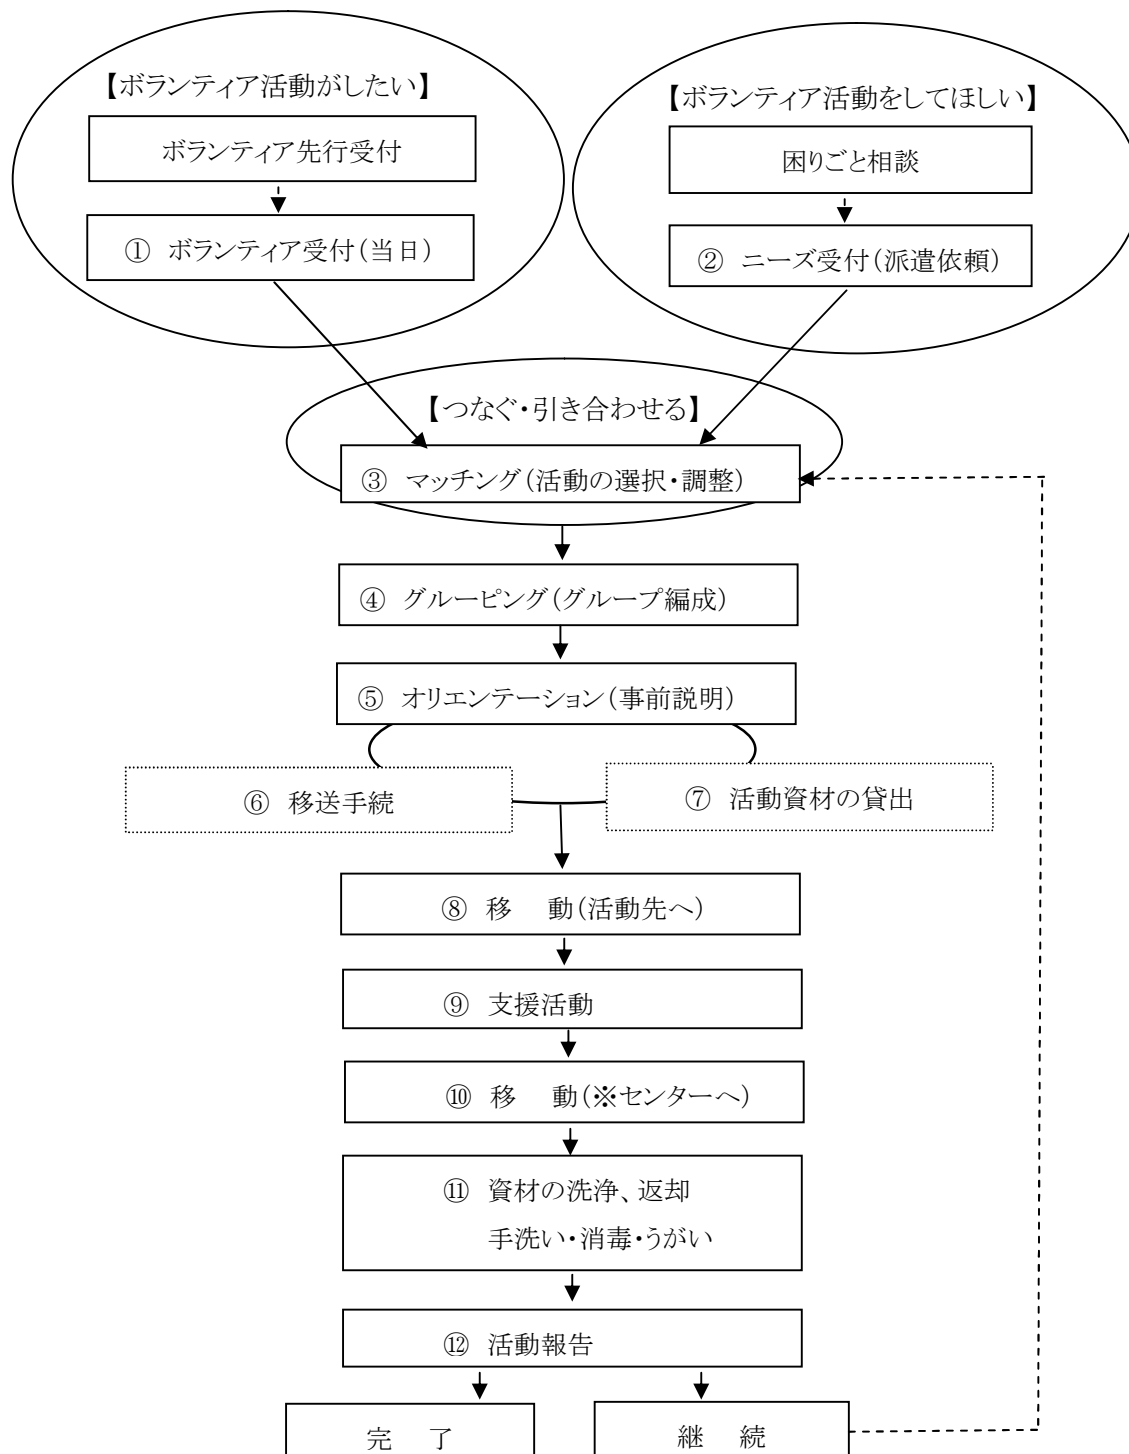 【ボランティア活動がしたい】
ボランティア先行受付
① ボランティア受付(当日)
【ボランティア活動をしてほしい】
困りごと相談
② ニーズ受付(派遣依頼)
【つなぐ・引き合わせる】
③ マッチング(活動の選択・調整)
④ グルーピング(グループ編成)
⑤ オリエンテーション(事前説明)
⑥ 移送手続
⑦ 活動資材の貸出
⑧ 移　動(活動先へ)
⑨ 支援活動
⑩ 移　動(※センターへ)
⑪ 資材の洗浄、返却
手洗い・消毒・うがい
⑫ 活動報告
完　了
継　続